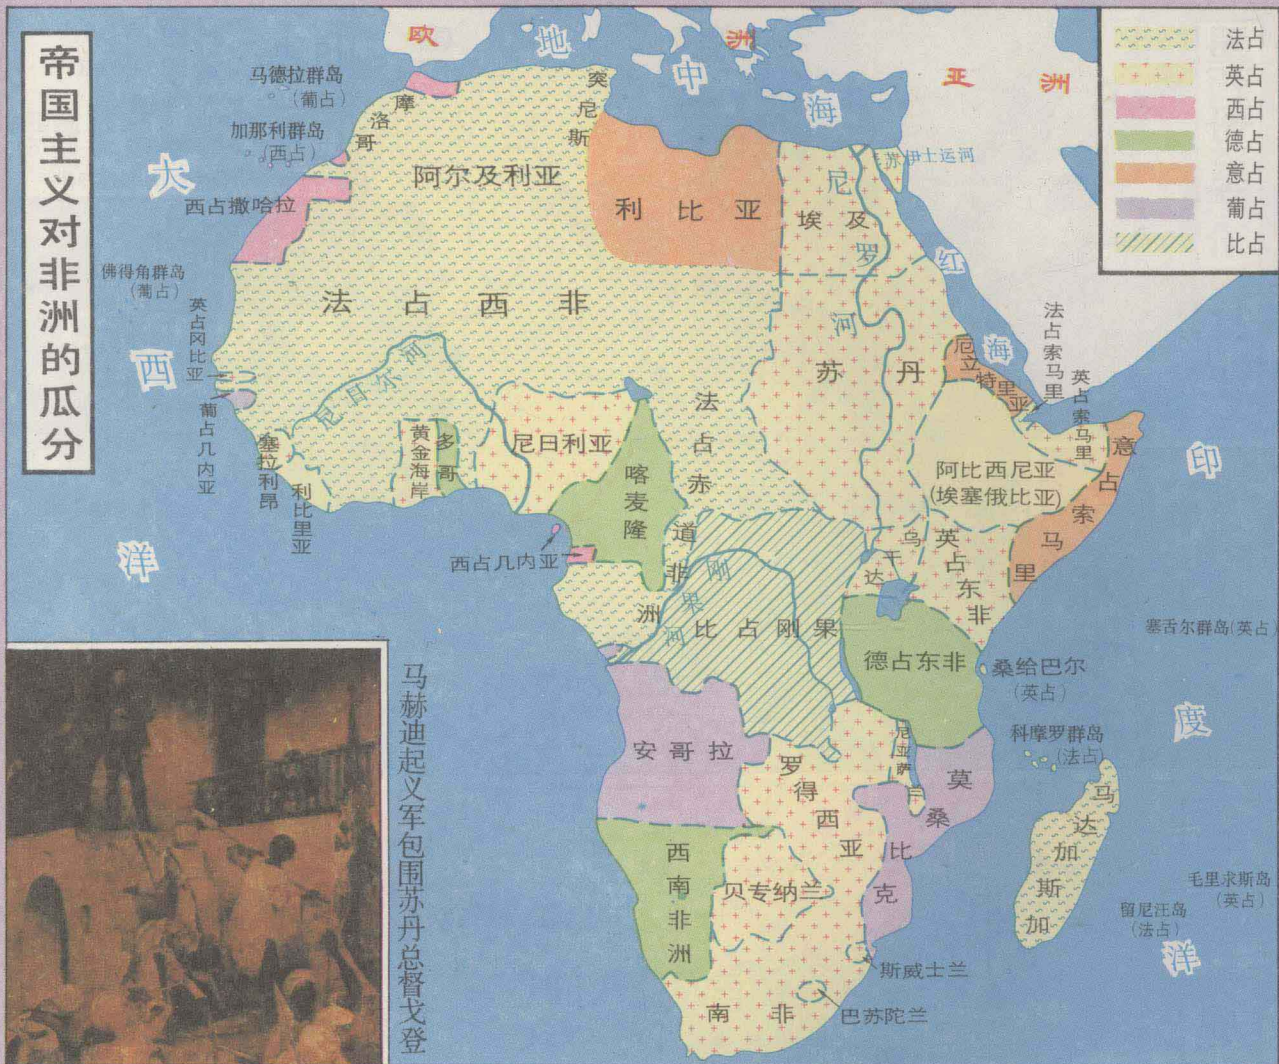 帝国主义对非洲的瓜分
法占
英占
西占
德占
意占
葡占
比占
欧
洲
亚洲
地中海
大西洋
印度洋
红海
苏伊士运河
马德拉群岛
(葡占)
加那利群岛
(西占)
摩洛哥
突尼斯
阿尔及利亚
利比亚
埃及
尼罗河
西占撒哈拉
佛得角群岛
(葡占)
法占西非
英占冈比亚
葡占几内亚
塞拉利昂
利比里亚
尼日尔河
黄金海岸
多哥
尼日利亚
喀麦隆
西占几内亚
法占赤道非洲
苏丹
厄立特里亚
法占索马里
英占索马里
意占索马里
阿比西尼亚
(埃塞俄比亚)
乌干达
英占东非
刚果河
比占刚果
德占东非
桑给巴尔
(英占)
塞舌尔群岛(英占)
科摩罗群岛
(法占)
安哥拉
罗得西亚
尼亚萨兰
莫桑比克
马达加斯加
毛里求斯岛
(英占)
留尼汪岛
(法占)
西南非洲
贝专纳兰
斯威士兰
巴苏陀兰
南非
马赫迪起义军包围苏丹总督戈登